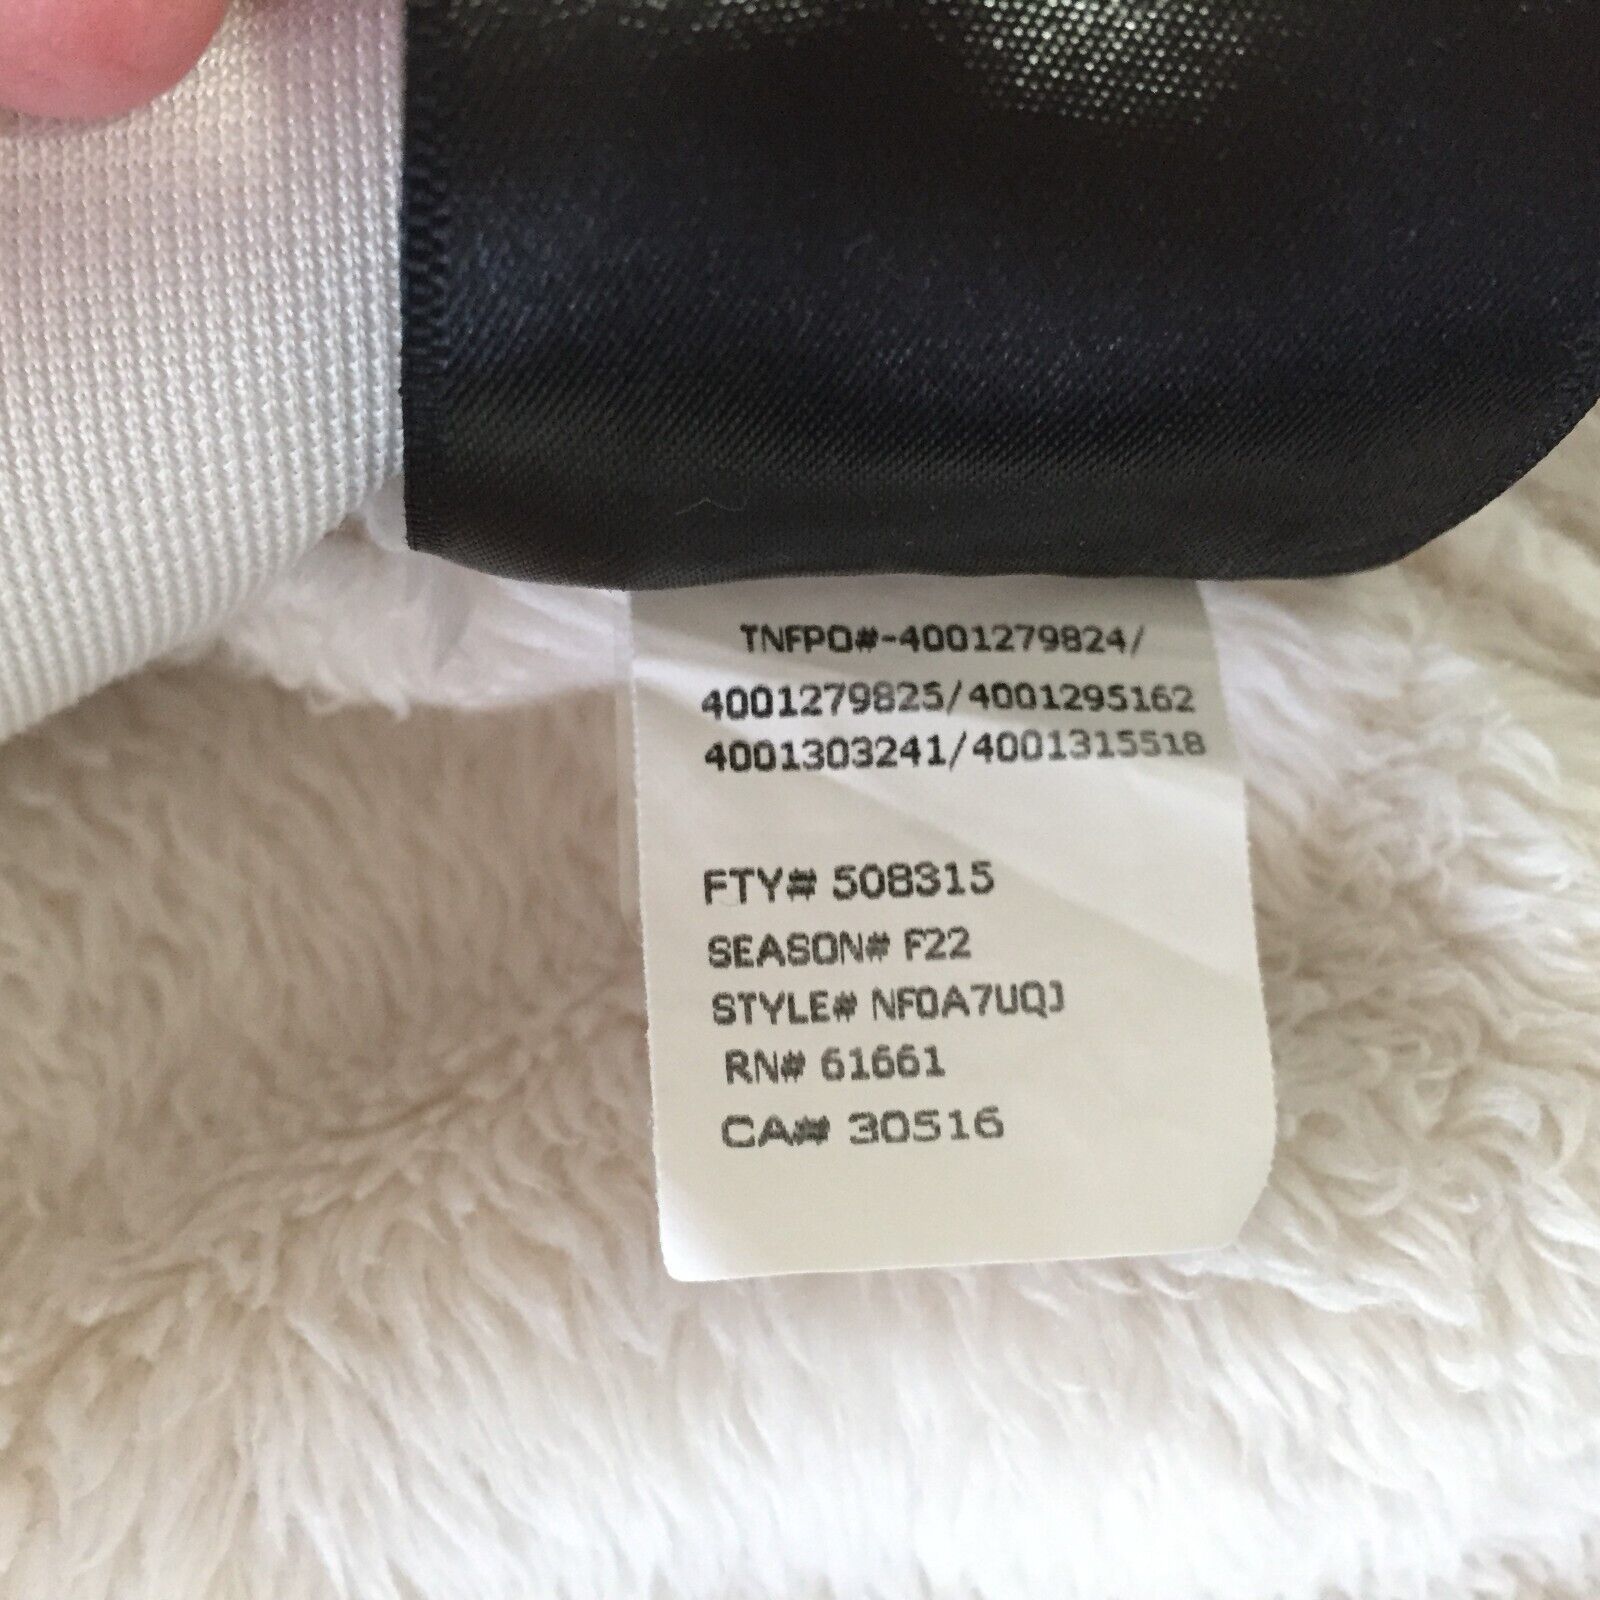 TNFPO#-4001279824/
4001279825/4001295162
4001303241/4001315518
FTY# 508315
SEASON# F22
STYLE# NF0A7UQJ
RN# 61661
CA# 30516